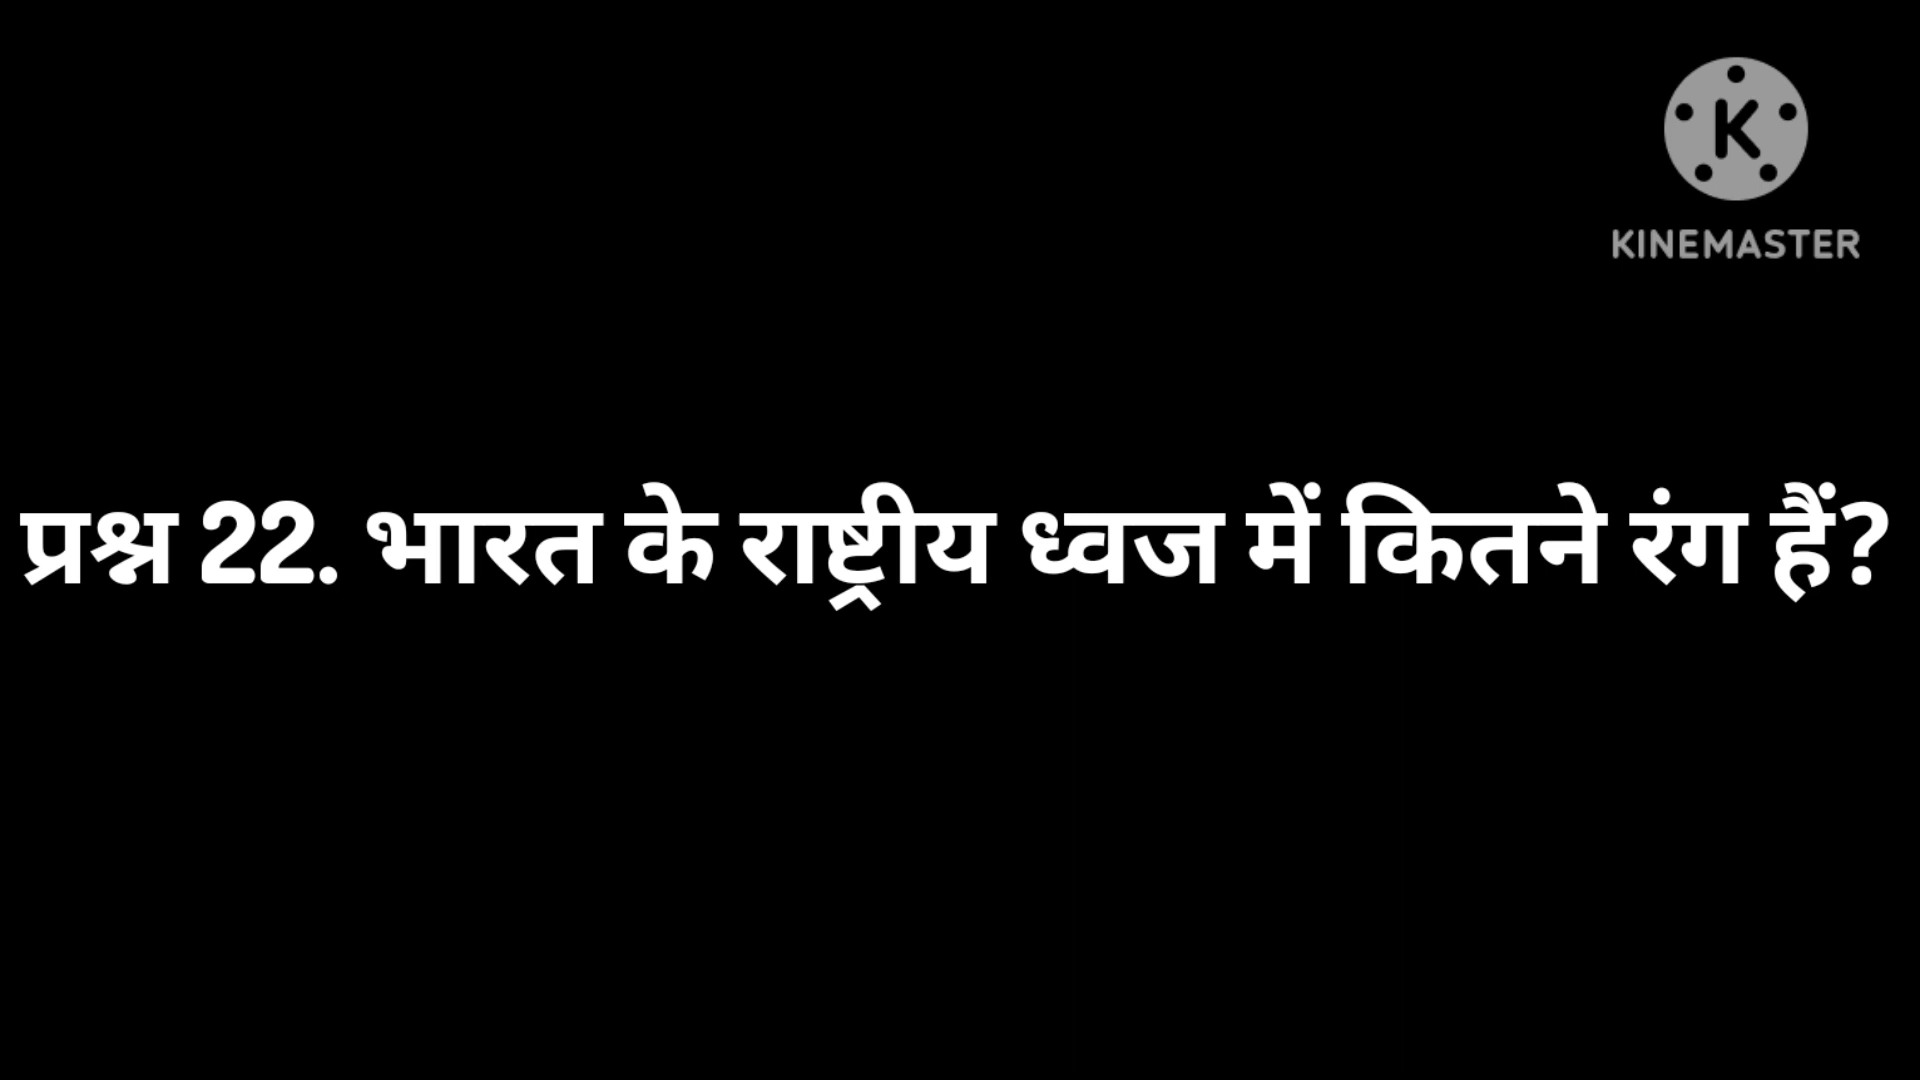 K
KINEMASTER
प्रश्न 22. भारत के राष्ट्रीय ध्वज में कितने रंग हैं?